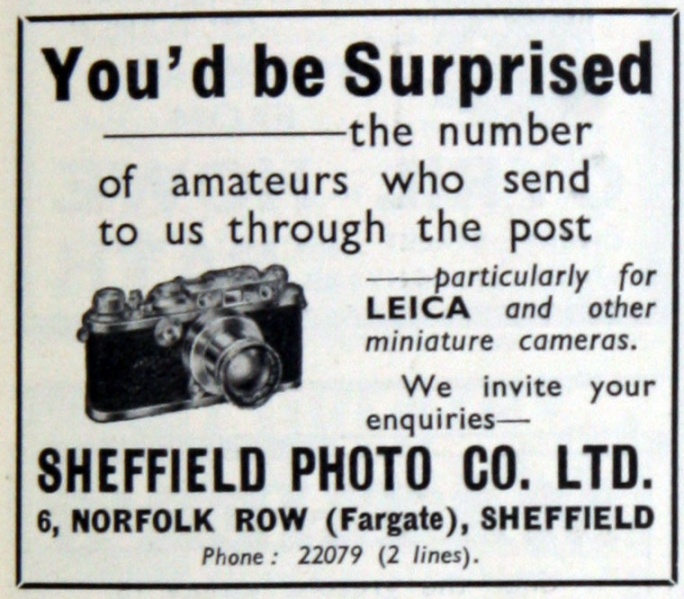 You'd be Surprised
——the number
of amateurs who send
to us through the post
——particularly for
LEICA and other
miniature cameras.
We invite your
enquiries—
SHEFFIELD PHOTO CO. LTD.
6, NORFOLK ROW (Fargate), SHEFFIELD
Phone: 22079 (2 lines).